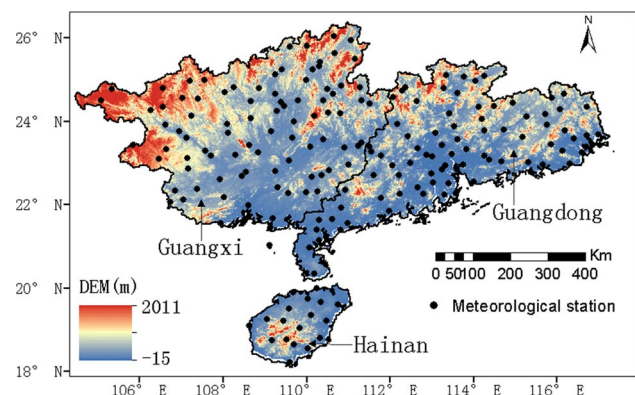 26° N
N
24° N
22° N
Guangxi
Guangdong
Km
0 50100 200 300 400
20° N
DEM(m)
2011
-15
Meteorological station
Hainan
18° N
106° E 108° E 110° E 112° E 114° E 116° E